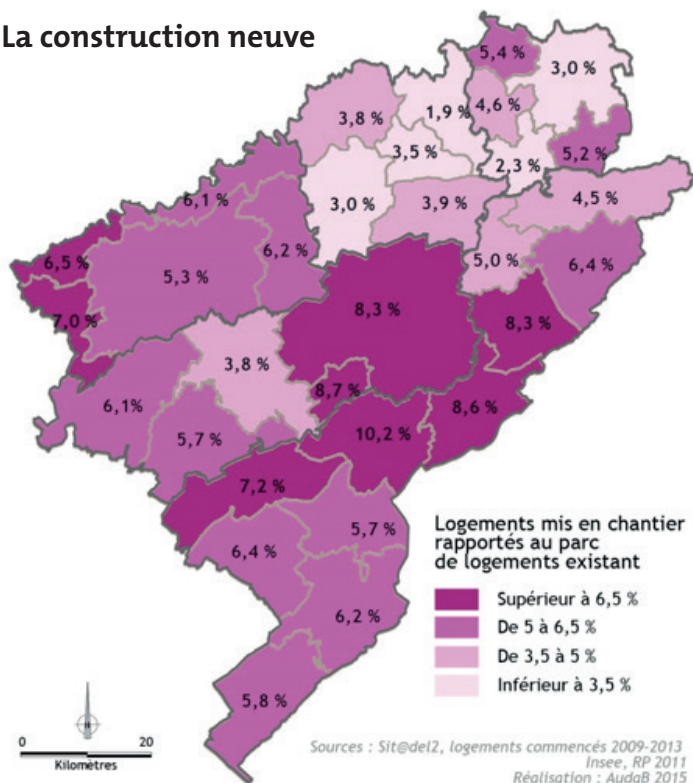 La construction neuve
5,4 %
3,0 %
3,8 %
1,9 %
4,6 %
3,5 %
2,3 %
5,2 %
6,1 %
3,0 %
3,9 %
4,5 %
6,5 %
5,3 %
6,2 %
5,0 %
6,4 %
7,0 %
8,3 %
8,3 %
3,8 %
8,7 %
6,1%
8,6 %
5,7 %
10,2 %
7,2 %
5,7 %
6,4 %
6,2 %
5,8 %
Logements mis en chantier
rapportés au parc
de logements existant
Supérieur à 6,5 %
De 5 à 6,5 %
De 3,5 à 5 %
Inférieur à 3,5 %
N
0 20
Kilomètres
Sources : Sit@del2, logements commencés 2009-2013
Insee, RP 2011
Réalisation : AudaB 2015